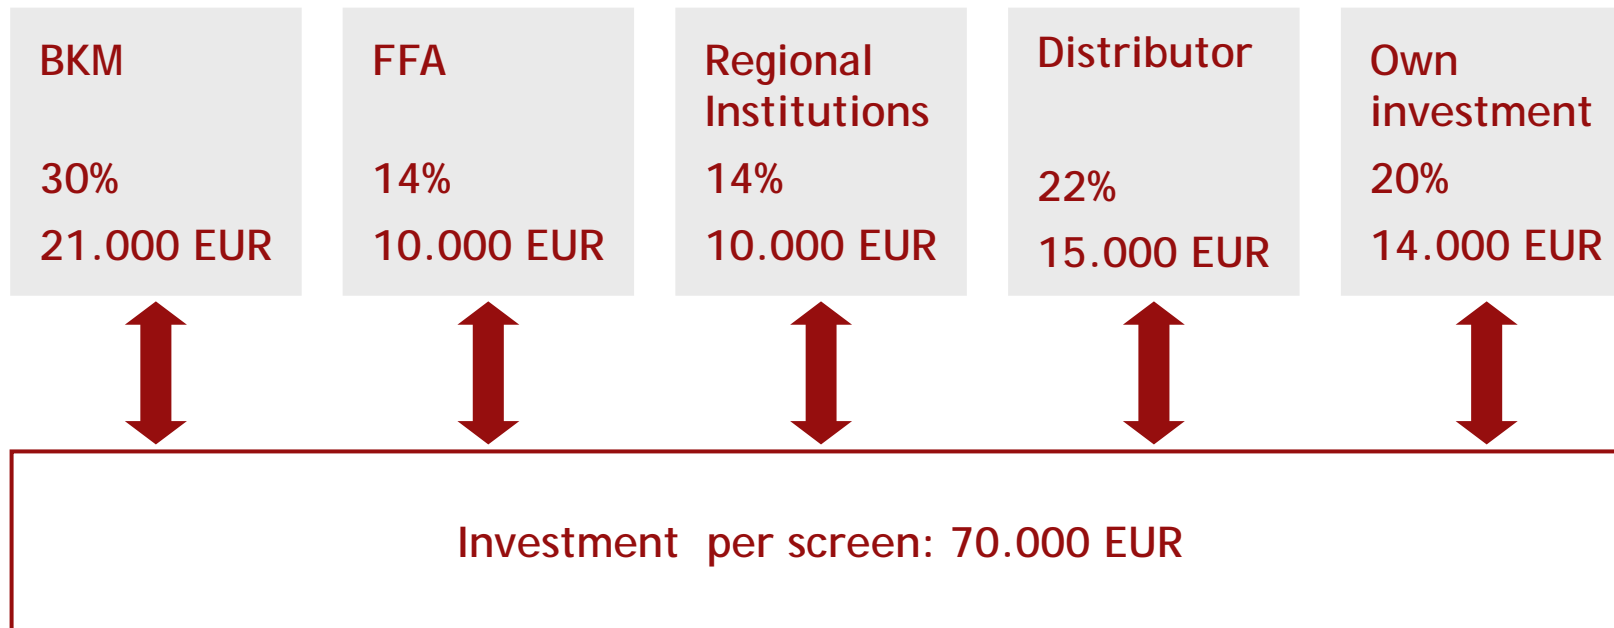 BKM
30%
21.000 EUR
FFA
14%
10.000 EUR
Regional
Institutions
14%
10.000 EUR
Distributor
22%
15.000 EUR
Own
investment
20%
14.000 EUR
Investment per screen: 70.000 EUR